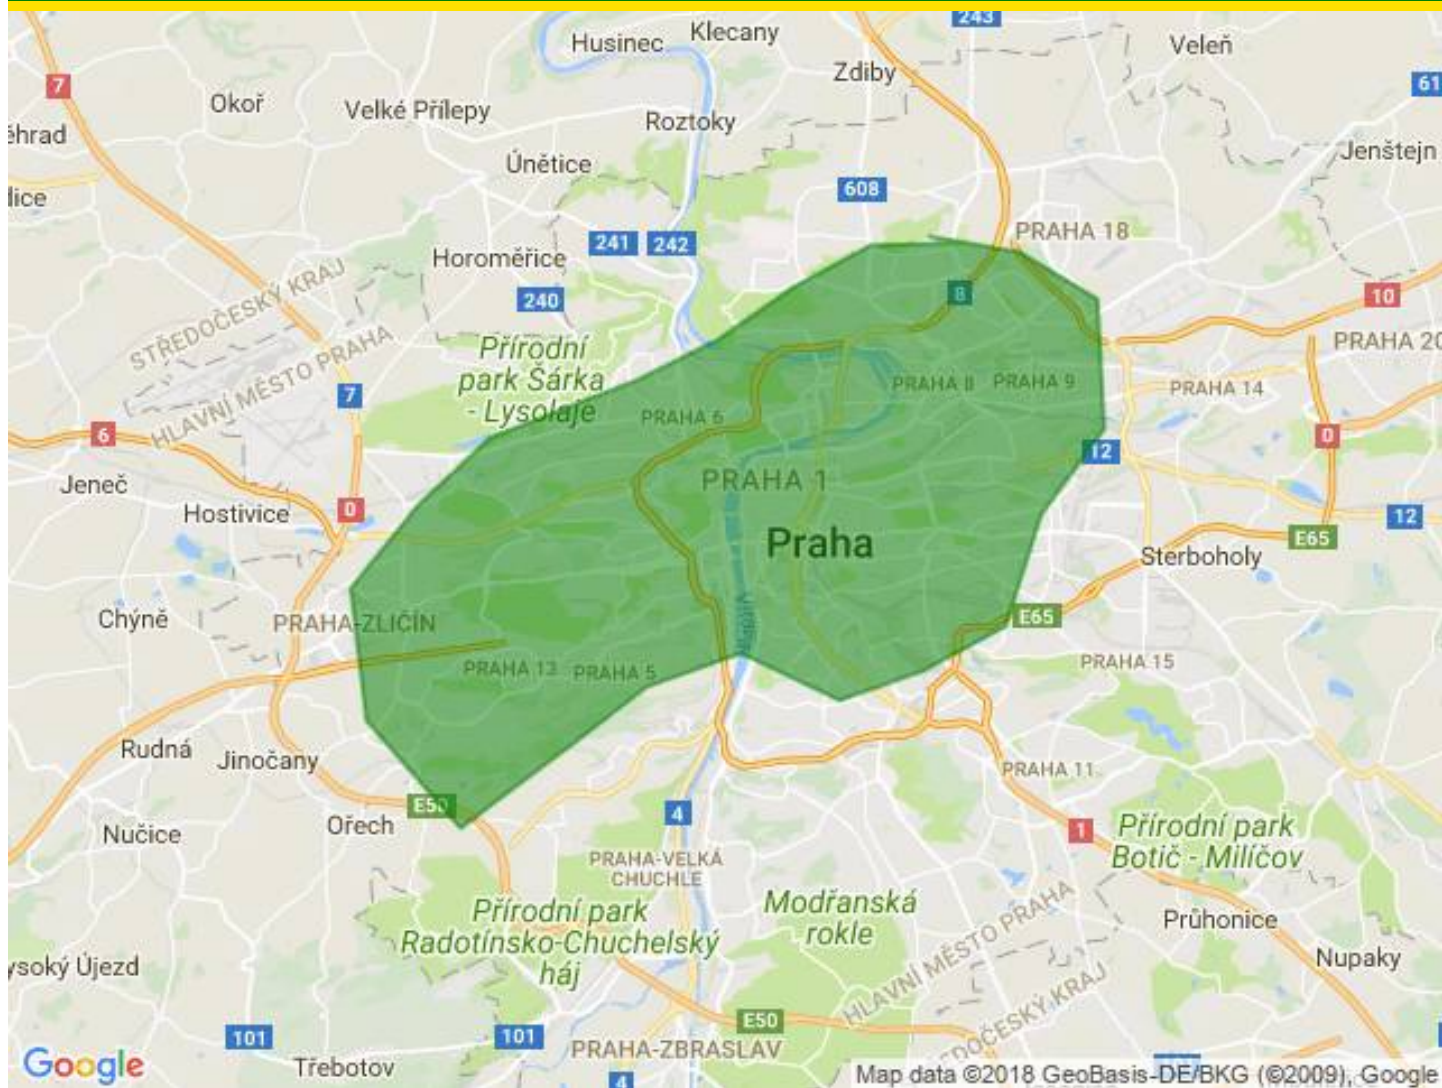 243
Klecany
Husinec
Veleň
Zdiby
7
61
Okoř
Velké Přílepy
Roztoky
Jenštejn
Únětice
608
PRAHA 18
241
242
Horoměřice
STŘEDOČESKÝ KRAJ
HLAVNÍ MĚSTO PRAHA
240
8
10
Přírodní
park Šárka
- Lysolaje
PRAHA 20
7
PRAHA 8
PRAHA 9
PRAHA 14
PRAHA 6
6
0
12
Jeneč
PRAHA 1
Hostivice
0
12
E65
Praha
Sterboholy
Chýně
PRAHA-ZLIČÍN
Vltava
E65
PRAHA 13
PRAHA 5
PRAHA 15
Rudná
Jinočany
PRAHA 11
E50
Ořech
4
1
Nučice
Přírodní park
Botič - Milíčov
PRAHA-VELKÁ
CHUCHLE
Přírodní park
Radotínsko-Chuchelský
háj
Modřanská
rokle
HLAVNÍ MĚSTO PRAHA
Průhonice
Nupaky
ysoký Újezd
E50
101
101
PRAHA-ZBRASLAV
Třebotov
4
Google
Map data ©2018 GeoBasis-DE/BKG (©2009), Google